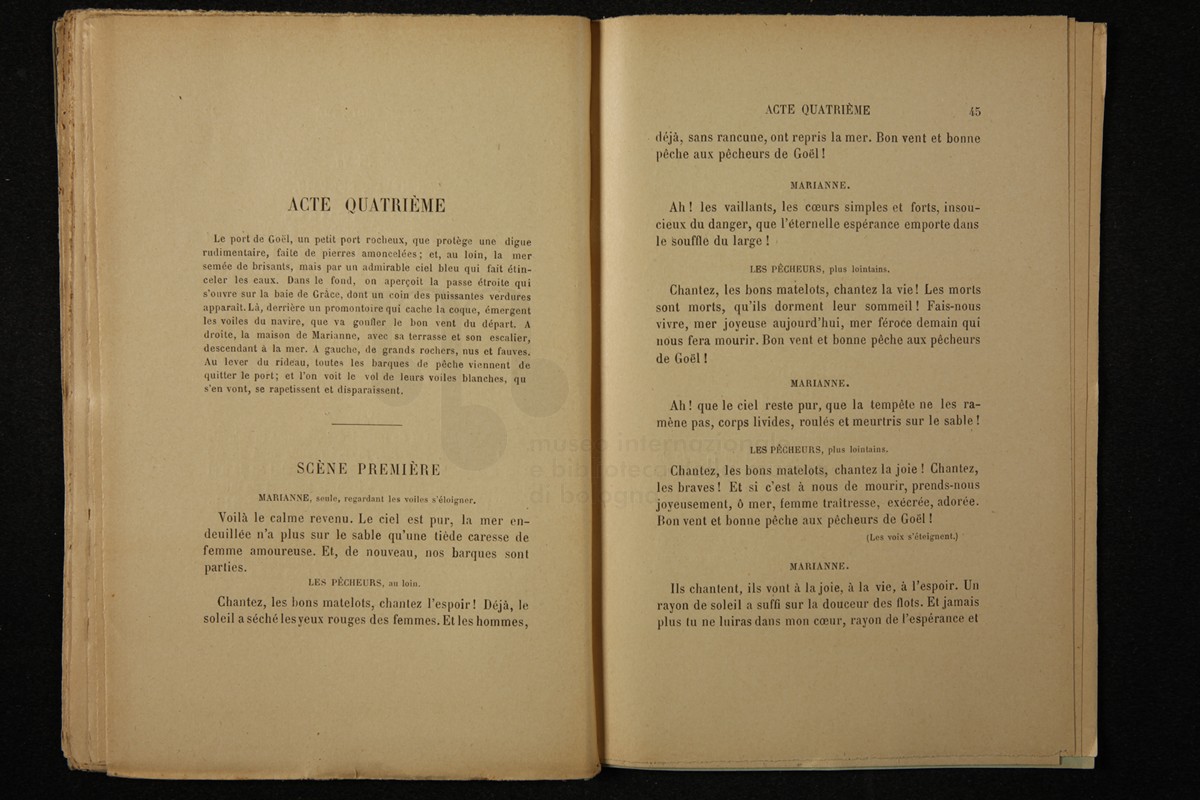 ACTE QUATRIÈME
Le port de Goël, un petit port rocheux, que protège une digue
rudimentaire, faite de pierres amoncelées ; et, au loin, la mer
semée de brisants, mais par un admirable ciel bleu qui fait étin-
celer les eaux. Dans le fond, on aperçoit la passe étroite qui
s'ouvre sur la baie de Grâce, dont un coin des puissantes verdures
apparaît. Là, derrière un promontoire qui cache la coque, émergent
les voiles du navire, que va gonfler le bon vent du départ. A
droite, la maison de Marianne, avec sa terrasse et son escalier,
descendant à la mer. A gauche, de grands rochers, nus et fauves.
Au lever du rideau, toutes les barques de pêche viennent de
quitter le port ; et l'on voit le vol de leurs voiles blanches, qu
s'en vont, se rapetissent et disparaissent.
SCÈNE PREMIÈRE
MARIANNE, seule, regardant les voiles s'éloigner.
Voilà le calme revenu. Le ciel est pur, la mer en-
deuillée n'a plus sur le sable qu'une tiède caresse de
femme amoureuse. Et, de nouveau, nos barques sont
parties.
LES PÊCHEURS, au loin.
Chantez, les bons matelots, chantez l'espoir ! Déjà, le
soleil a séché les yeux rouges des femmes. Et les hommes,
ACTE QUATRIÈME 45
déjà, sans rancune, ont repris la mer. Bon vent et bonne
pêche aux pêcheurs de Goël !
MARIANNE.
Ah ! les vaillants, les cœurs simples et forts, insou-
cieux du danger, que l'éternelle espérance emporte dans
le souffle du large !
LES PÊCHEURS, plus lointains.
Chantez, les bons matelots, chantez la vie ! Les morts
sont morts, qu'ils dorment leur sommeil ! Fais-nous
vivre, mer joyeuse aujourd'hui, mer féroce demain qui
nous fera mourir. Bon vent et bonne pêche aux pêcheurs
de Goël !
MARIANNE.
Ah ! que le ciel reste pur, que la tempête ne les ra-
mène pas, corps livides, roulés et meurtris sur le sable !
LES PÊCHEURS, plus lointains.
Chantez, les bons matelots, chantez la joie ! Chantez,
les braves ! Et si c'est à nous de mourir, prends-nous
joyeusement, ô mer, femme traîtresse, exécrée, adorée.
Bon vent et bonne pêche aux pêcheurs de Goël !
(Les voix s'éteignent.)
MARIANNE.
Ils chantent, ils vont à la joie, à la vie, à l'espoir. Un
rayon de soleil a suffi sur la douceur des flots. Et jamais
plus tu ne luiras dans mon cœur, rayon de l'espérance et
museo internazionale
e biblioteca
di bologna